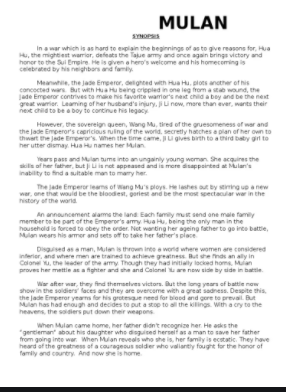 MULAN
SYNOPSIS
In a war which is as hard to explain the beginnings of as to give reasons for, Hua
Hu, the mightiest warrior, defeats the Tajue army and once again brings victory and
honor to the Sui Empire. He is given a hero's welcome and his homecoming is
celebrated by his neighbors and family.
Meanwhile, the Jade Emperor, delighted with Hua Hu, plots another of his
concocted wars. But with Hua Hu being crippled in one leg from a stab wound, the
Jade Emperor contrives to make his favorite warrior's next child a boy and be the next
great warrior. Learning of her husband's injury, Ji Li now, more than ever, wants their
next child to be a boy to continue his legacy.
However, the sovereign queen, Wang Mu, tired of the gruesomeness of war and
the Jade Emperor's capricious ruling of the world, secretly hatches a plan of her own to
thwart the Jade Emperor's. When the time came, Ji Li gives birth to a third baby girl to
her utter dismay. Hua Hu names her Mulan.
Years pass and Mulan turns into an ungainly young woman. She acquires the
skills of her father, but Ji Li is not appeased and is more disappointed at Mulan's
inability to find a suitable man to marry her.
The Jade Emperor learns of Wang Mu's ploys. He lashes out by stirring up a new
war, one that would be the bloodiest, goriest and be the most spectacular war in the
history of the world.
An announcement alarms the land: Each family must send one male family
member to be part of the Emperor's army. Hua Hu, being the only man in the
household is forced to obey the order. Not wanting her ageing father to go into battle,
Mulan wears his armor and sets off to take her father's place.
Disguised as a man, Mulan is thrown into a world where women are considered
inferior, and where men are trained to achieve greatness. But she finds an ally in
Colonel Yu, the leader of the army. Though they had initially locked horns, Mulan
proves her mettle as a fighter and she and Colonel Yu are now side by side in battle.
War after war, they find themselves victors. But the long years of battle now
show in the soldiers' faces and they are overcome with a great sadness. Despite this,
the Jade Emperor yearns for his grotesque need for blood and gore to prevail. But
Mulan has had enough and decides to put a stop to all the killings. With a cry to the
heavens, the soldiers put down their weapons.
When Mulan came home, her father didn't recognize her. He asks the
"gentleman" about his daughter who disguised herself as a man to save her father
from going into war. When Mulan reveals who she is, her family is ecstatic. They have
heard of the greatness of a courageous soldier who valiantly fought for the honor of
family and country. And now she is home.